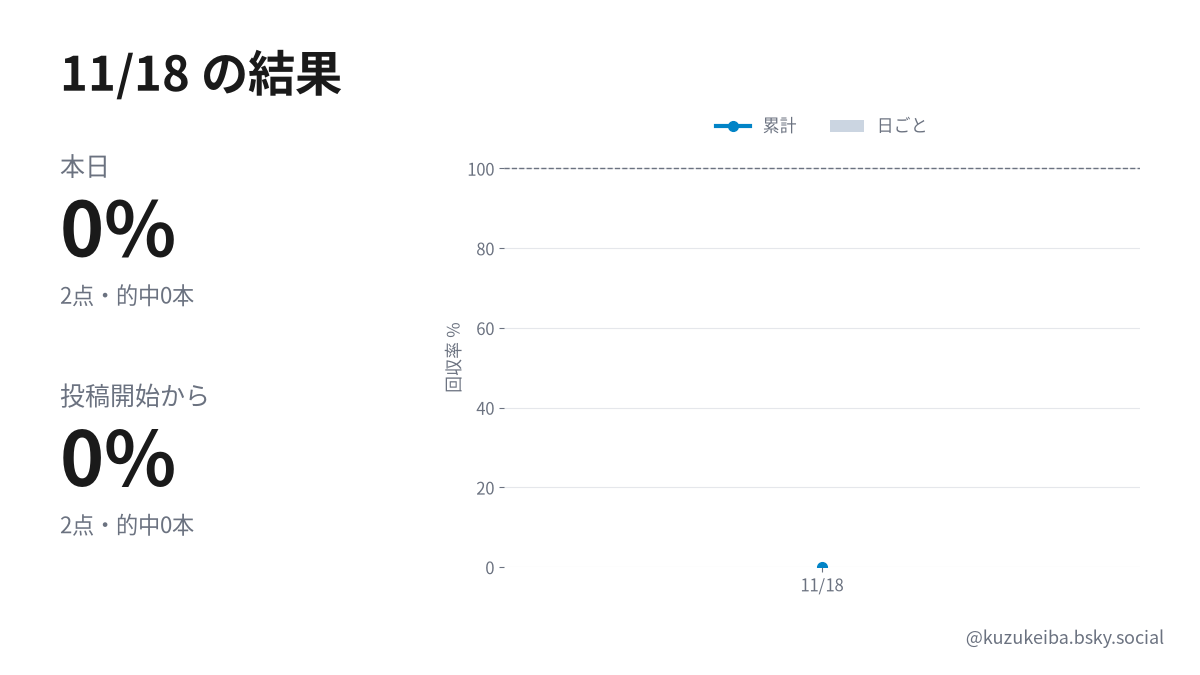 11/18 の結果
本日
0%
2点・的中0本
投稿開始から
0%
2点・的中0本
累計
日ごと
回収率 %
100
80
60
40
20
0
11/18
@kuzukeiba.bsky.social